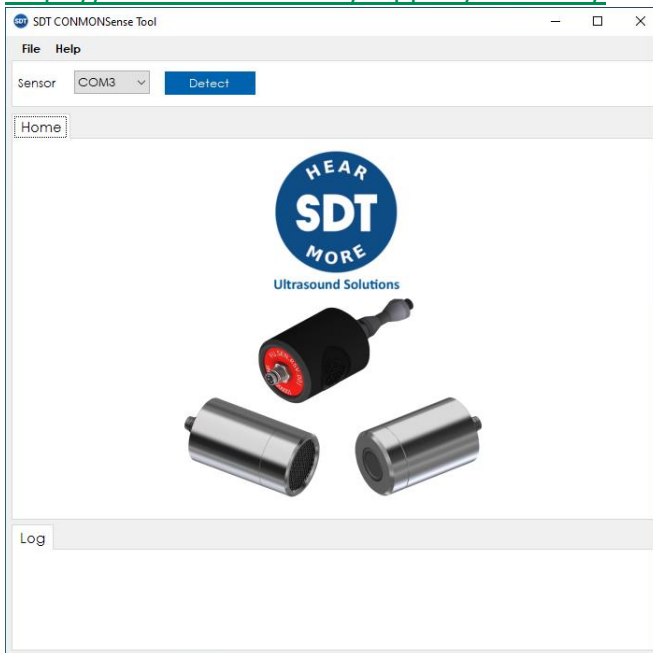 SDT CONMONSense Tool
File Help
Sensor COM3 Detect
Home
HEAR
SDT
MORE
Ultrasound Solutions
Log